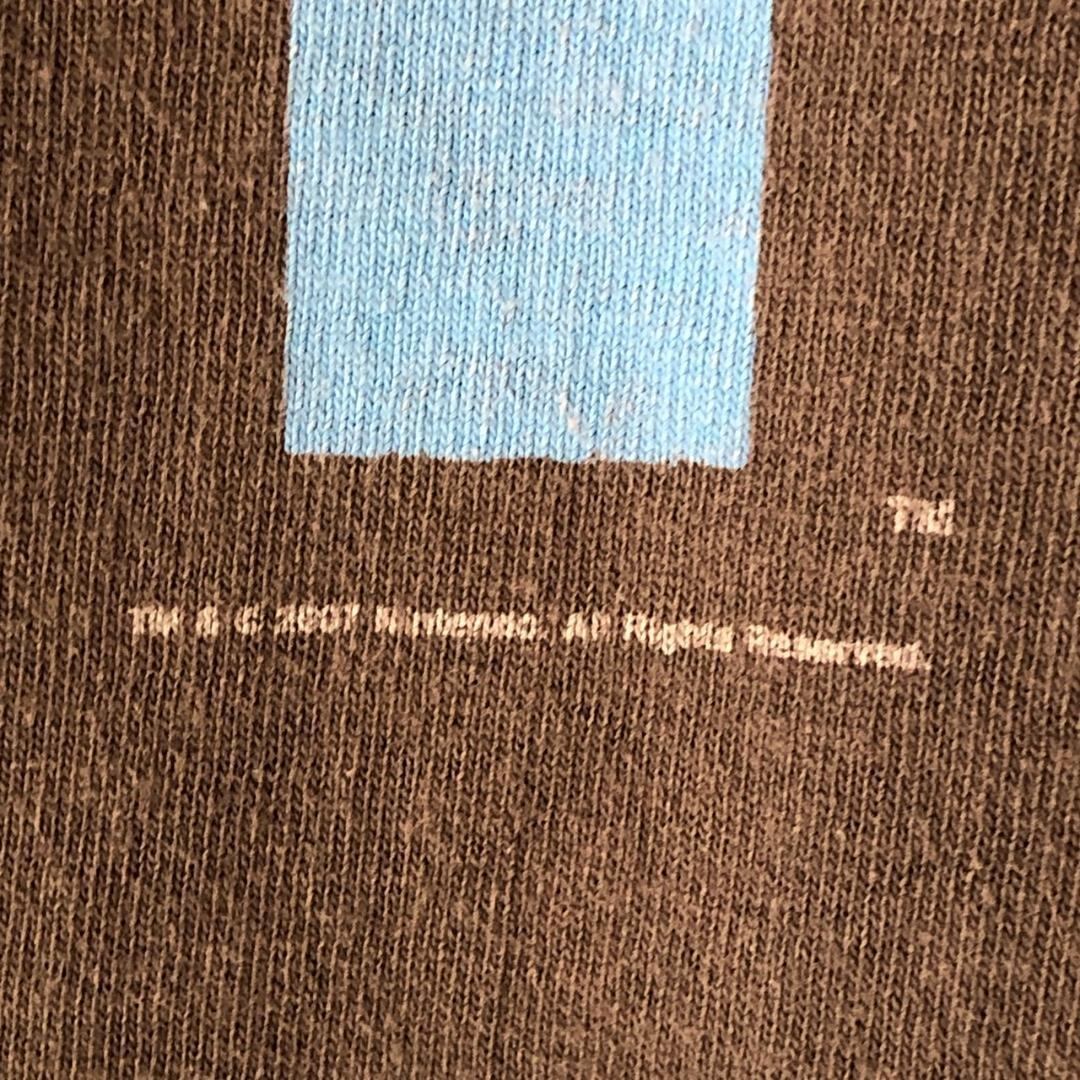 TM
TM & © 2007 Nintendo. All Rights Reserved.